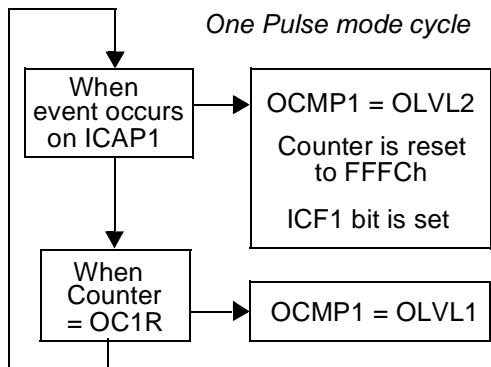 One Pulse mode cycle
When
event occurs
on ICAP1
OCMP1 = OLVL2
Counter is reset
to FFFCh
ICF1 bit is set
When
Counter
= OC1R
OCMP1 = OLVL1